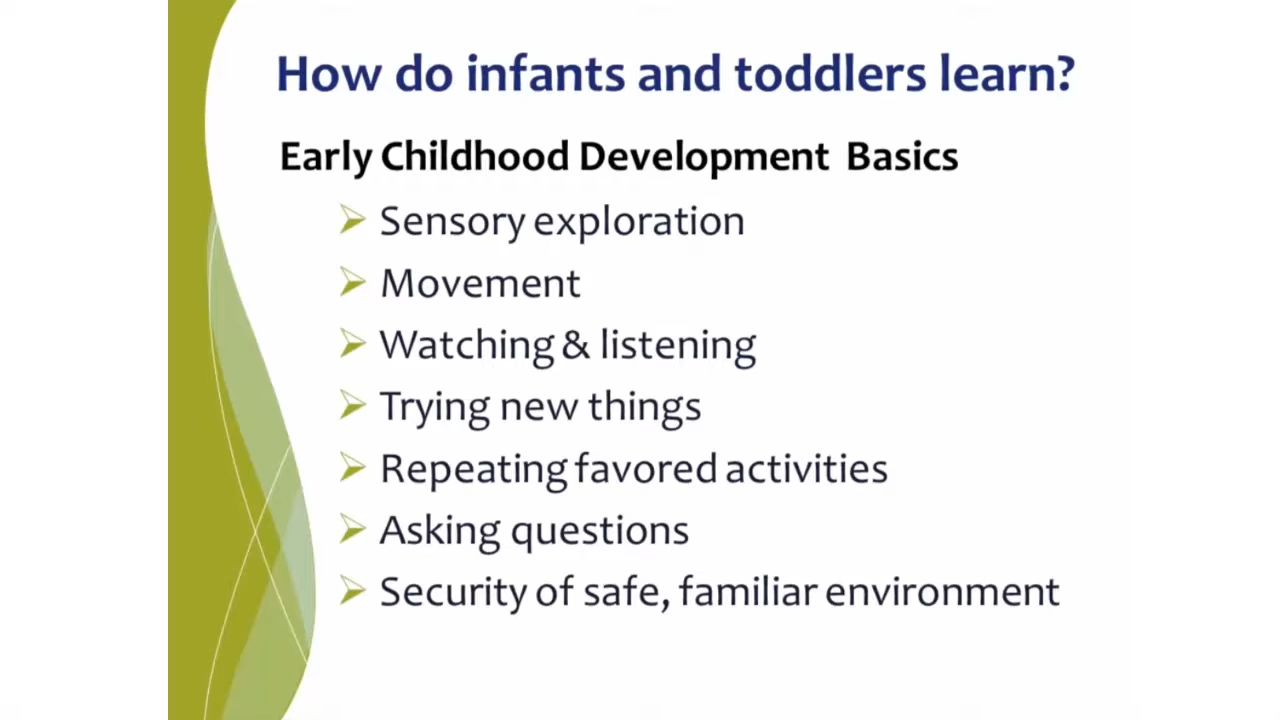 How do infants and toddlers learn?
Early Childhood Development Basics
Sensory exploration
Movement
Watching & listening
Trying new things
Repeating favored activities
Asking questions
Security of safe, familiar environment